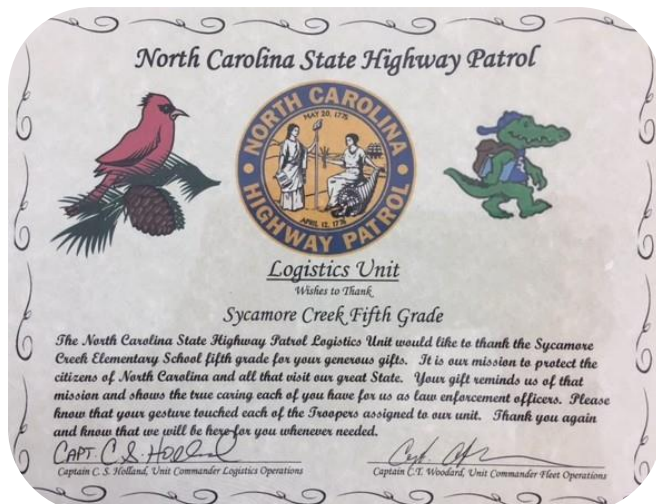 North Carolina State Highway Patrol
NORTH CAROLINA
MAY 20, 1775
APRIL 12, 1776
HIGHWAY PATROL
Logistics Unit
Wishes to Thank
Sycamore Creek Fifth Grade
The North Carolina State Highway Patrol Logistics Unit would like to thank the Sycamore
Creek Elementary School fifth grade for your generous gifts. It is our mission to protect the
citizens of North Carolina and all that visit our great State. Your gift reminds us of that
mission and shows the true caring each of you have for us as law enforcement officers. Please
know that your gesture touched each of the Troopers assigned to our unit. Thank you again
and know that we will be here for you whenever needed.
CAPT. C.S. Holland
Captain C. S. Holland, Unit Commander Logistics Operations
Captain C.T. Woodard, Unit Commander Fleet Operations